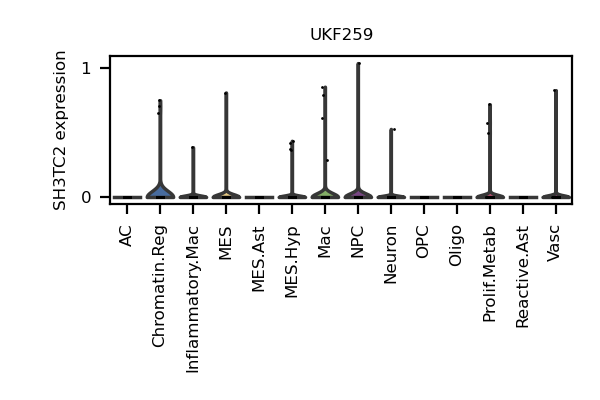 UKF259
SH3TC2 expression
1
0
AC
Chromatin.Reg
Inflammatory.Mac
MES
MES.Ast
MES.Hyp
Mac
NPC
Neuron
OPC
Oligo
Prolif.Metab
Reactive.Ast
Vasc